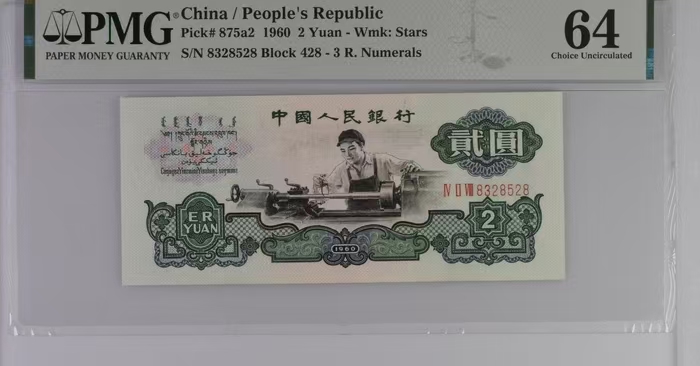 PMG
PAPER MONEY GUARANTY
China / People's Republic
Pick# 875a2 1960 2 Yuan - Wmk: Stars
S/N 8328528 Block 428 - 3 R. Numerals
64
Choice Uncirculated
中國人民銀行
貳圓
Ⅳ Ⅱ Ⅷ 8328528
ER
YUAN
2
1960